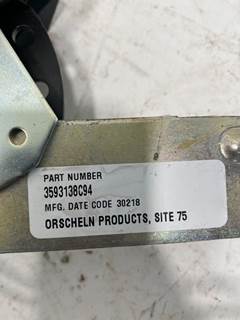 PART NUMBER
3593138C94
MFG. DATE CODE 30218
ORSCHELN PRODUCTS, SITE 75